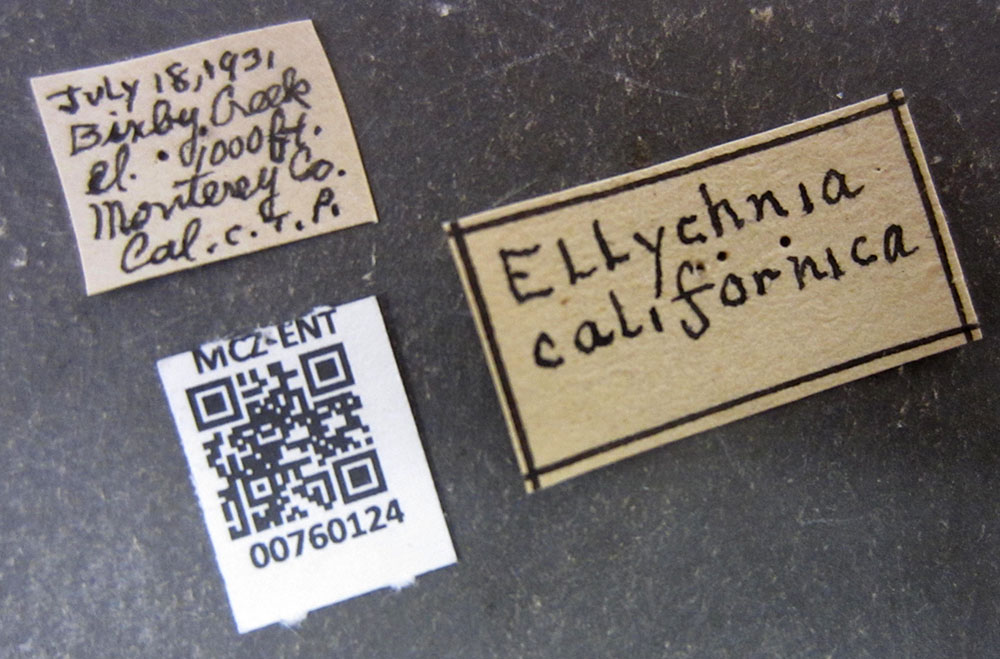 July 18, 1931
Bixby Creek
el. 1000ft.
Monterey Co.
Cal. C. T. P.
MCZ-ENT
00760124
Ellychnia
californica